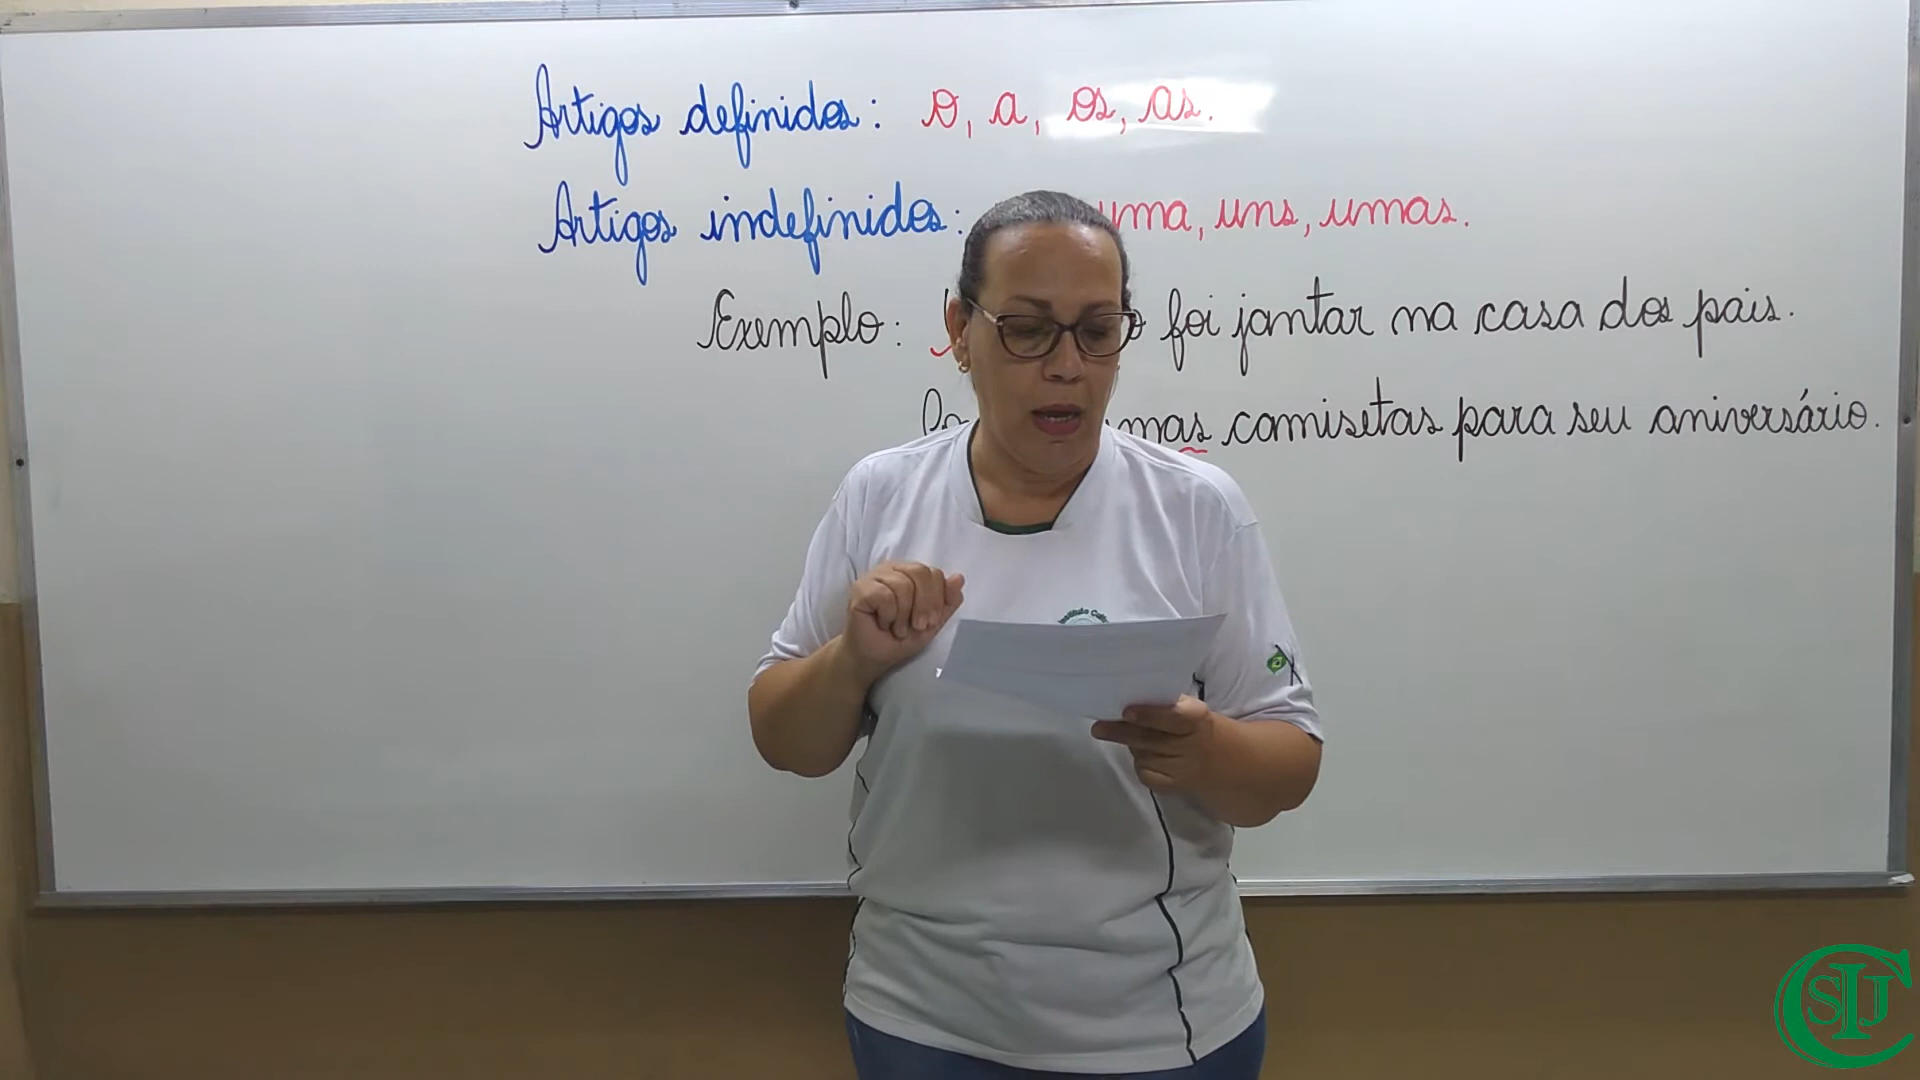 Artigos definidos: o, a, os, as.
Artigos indefinidos: uma, uns, umas.
Exemplo: foi jantar na casa dos pais.
camisetas para seu aniversário.
CSIJ